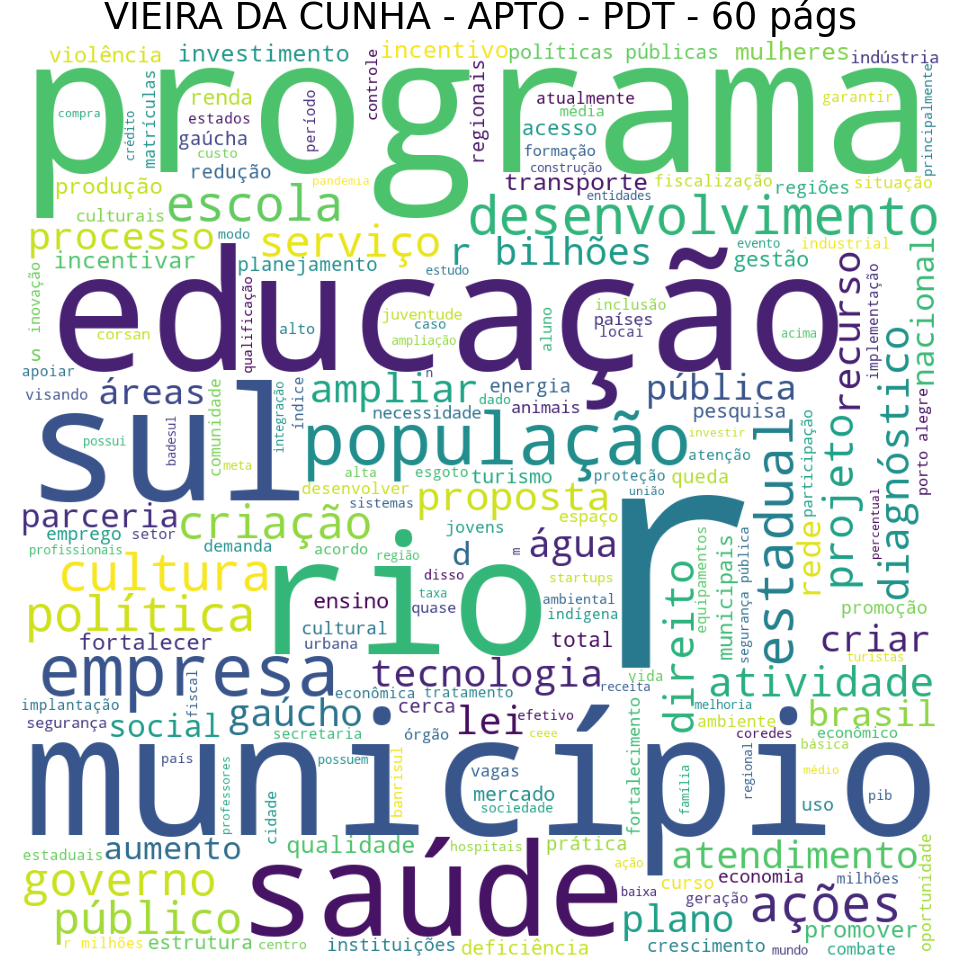 VIEIRA DA CUNHA - APTO - PDT - 60 págs
violência investimento controle incentivo políticas públicas mulheres indústria
programa
compra crédito matrículas renda estados gaúcha custo redução período regionais atualmente média acesso formação construção garantir principalmente
produção pandemia transporte entidades fiscalização regiões situação
culturais escola desenvolvimento
processo modo serviço r bilhões evento industrial
incentivar planejamento estudo gestão nacional
inovação educação recurso implementação
corsan qualificação alto juventude caso ampliação aluno inclusão países locai acima
s
apoiar n
visando áreas comunidade integração índice ampliar dado energia animais pública
sul necessidade pesquisa
possui badesul meta população investir atenção estadual participação projeto diagnóstico porto alegre
alta esgoto turismo proteção queda
desenvolver sistemas proposta união r
parceria criação espaço percentual
emprego setor demanda acordo jovens água rede
profissionais região d m equipamentos municipais segurança pública
cultura rio disso startups direito
taxa ambiental
política ensino quase indígena promoção
fortalecer cultural urbana total criar
empresa tecnologia vida turistas
receita atividade
implantação fiscal econômica tratamento melhoria
segurança social gaúcho cerca lei efetivo ambiente brasil
secretaria órgão ceee fortalecimento coredes econômico
município
país possuem banrisul vagas básica
professores mercado família regional médio
cidade sociedade uso pib
estaduais aumento qualidade hospitais prática atendimento oportunidade
saúde ação
governo baixa curso economia milhões
público plano geração ações promover
r milhões estrutura centro instituições deficiência crescimento mundo combate